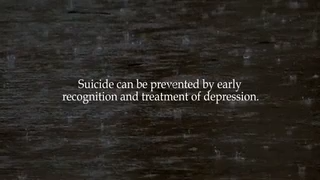 Suicide can be prevented by early
recognition and treatment of depression.